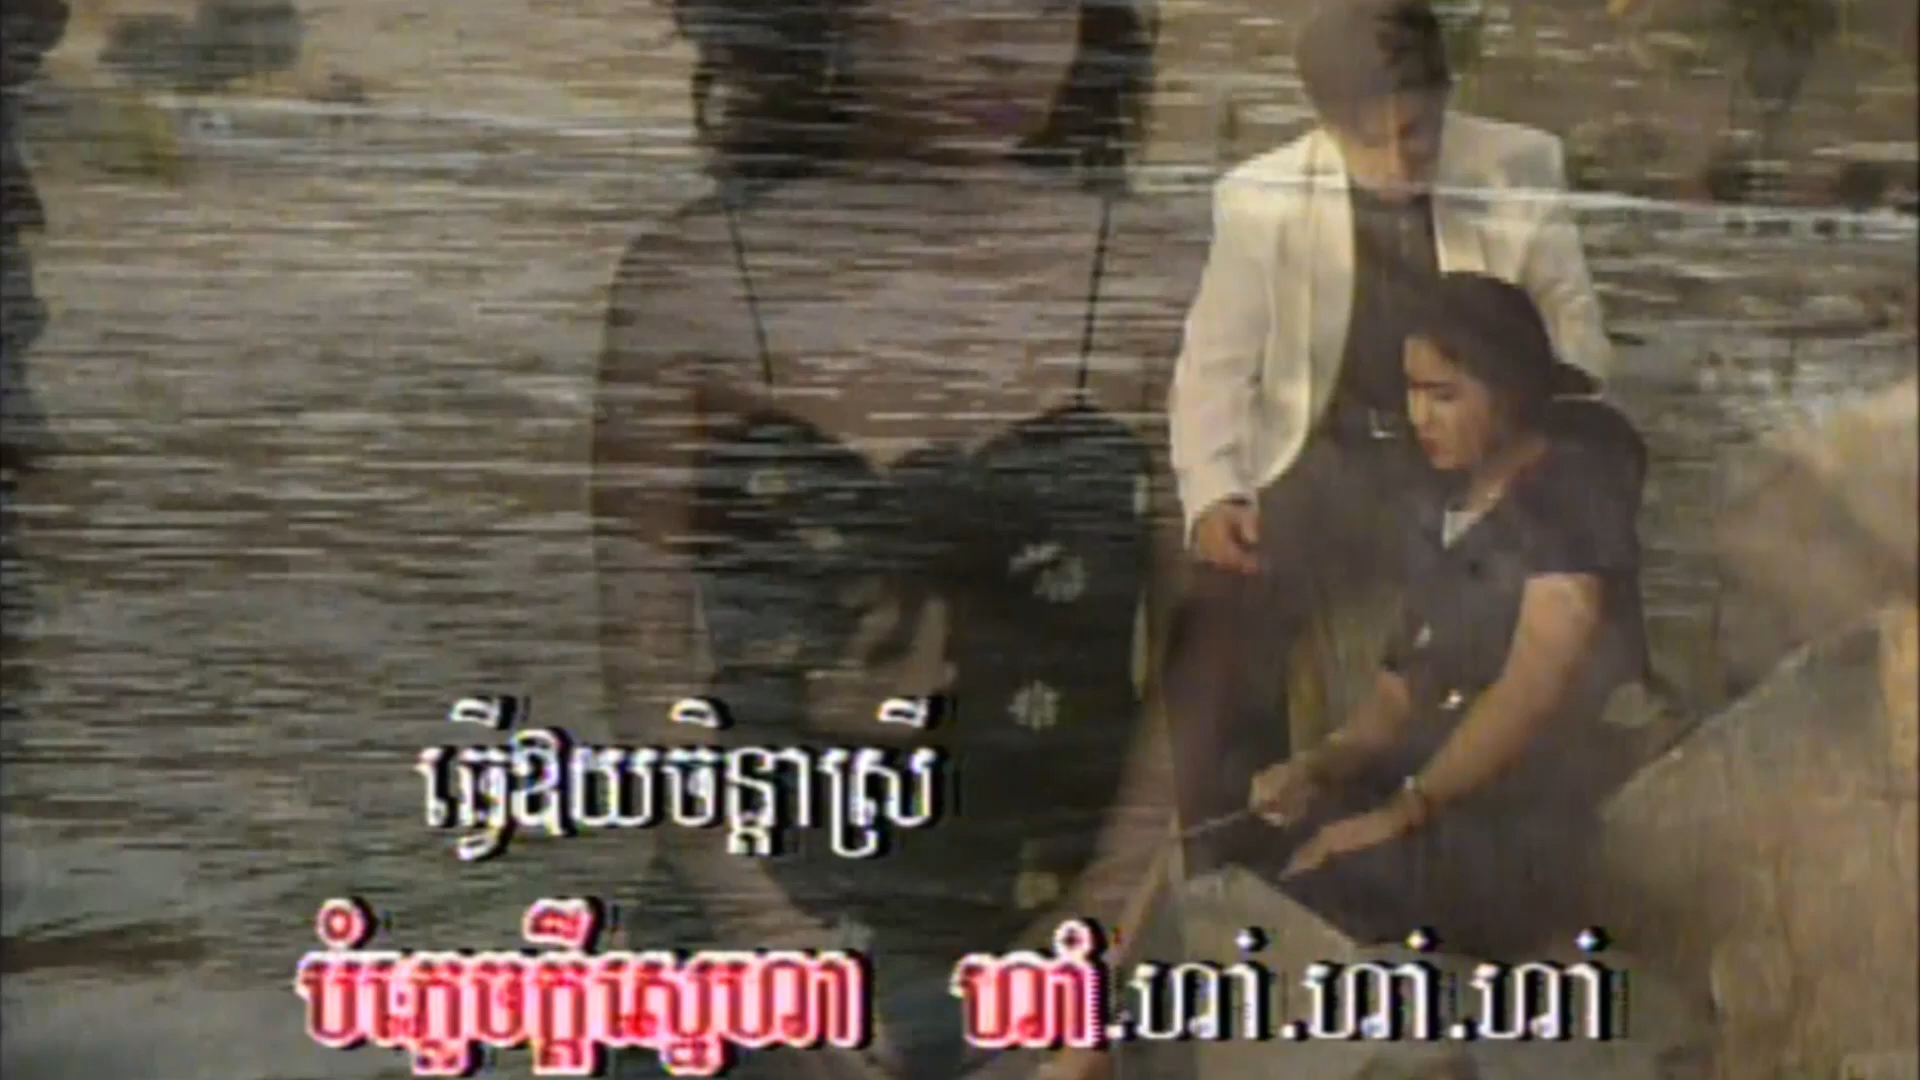 ធ្វើឱយចិន្តាស្រី
បំភ្លេចក្តីស្នេហា ហាំ.ហាំ.ហាំ.ហាំ